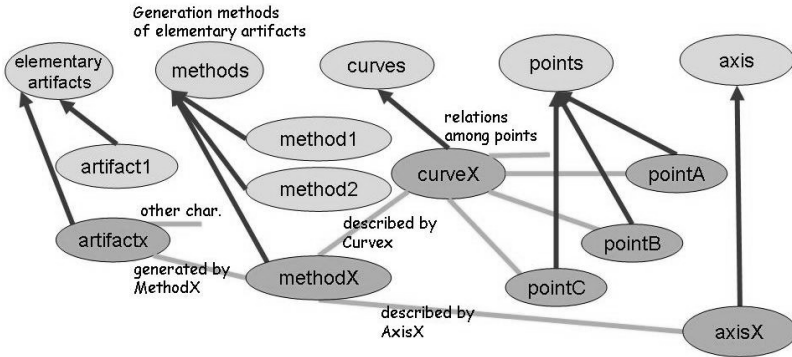 Generation methods
of elementary artifacts
elementary
artifacts
methods
curves
points
axis
relations
among points
method1
artifact1
curveX
pointA
method2
other char.
described by
Curvex
artifactx
pointB
generated by
MethodX
methodX
pointC
described by
AxisX
axisX